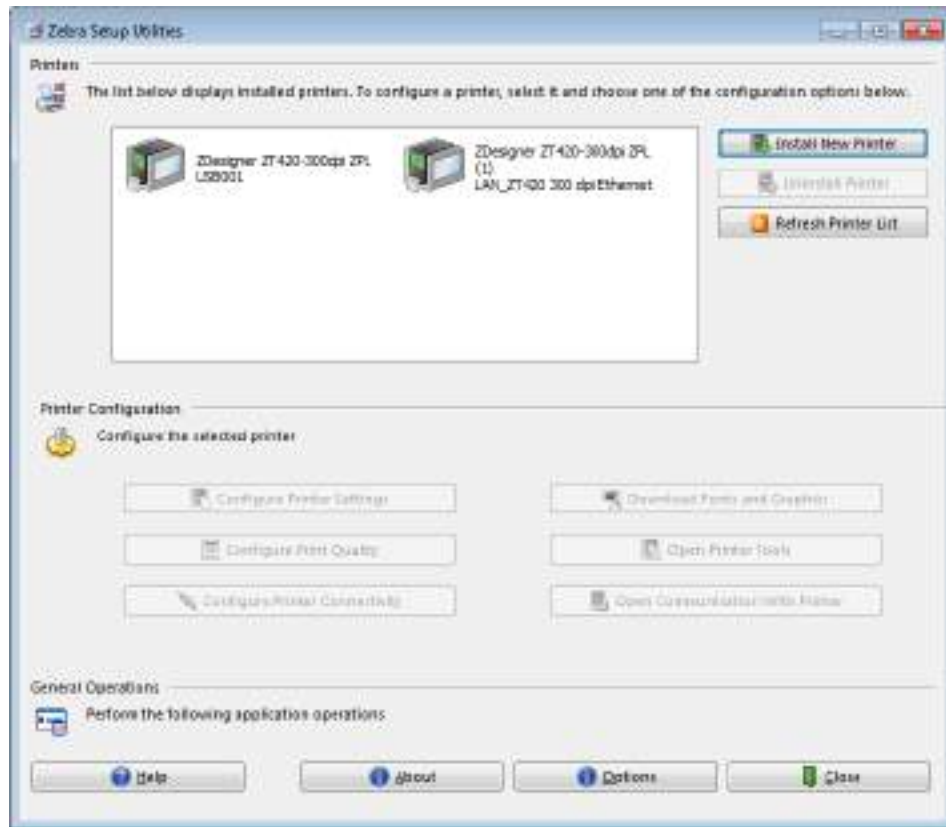 Zebra Setup Utilities
Printers
The list below displays installed printers. To configure a printer, select it and choose one of the configuration options below.
ZDesigner ZT420-300dpi ZPL
USB001
ZDesigner ZT420-300dpi ZPL
(1)
LAN_ZT420 300 dpi Ethernet
Install New Printer
Uninstall Printer
Refresh Printer List
Printer Configuration
Configure the selected printer
Configure Printer Settings
Download Fonts and Graphics
Configure Print Quality
Open Printer Tools
Configure Printer Connectivity
Open Communication With Printer
General Operations
Perform the following application operations
Help
About
Options
Close